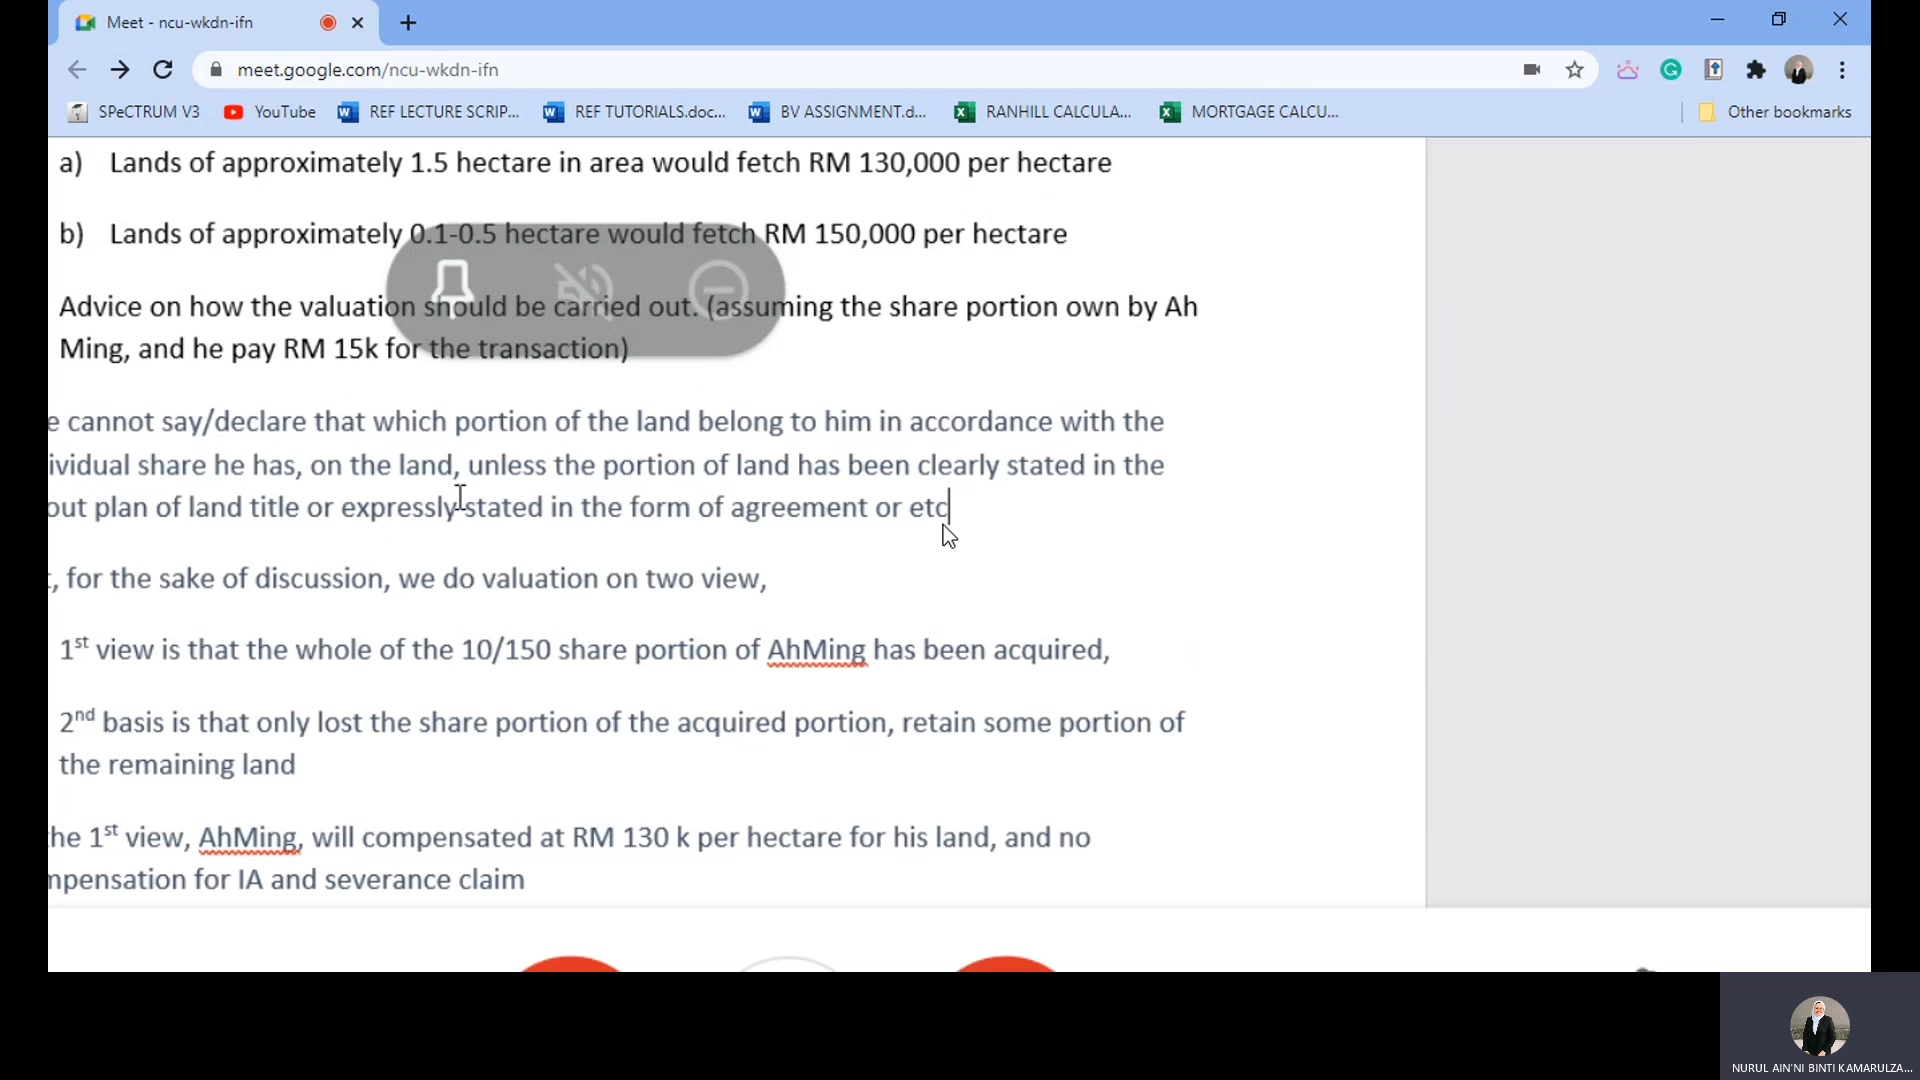 Meet - ncu-wkdn-ifn
meet.google.com/ncu-wkdn-ifn
SPeCTRUM V3 YouTube REF LECTURE SCRIP... REF TUTORIALS.doc... BV ASSIGNMENT.d... RANHILL CALCULA... MORTGAGE CALCU... Other bookmarks
a) Lands of approximately 1.5 hectare in area would fetch RM 130,000 per hectare
b) Lands of approximately 0.1-0.5 hectare would fetch RM 150,000 per hectare
Advice on how the valuation should be carried out. (assuming the share portion own by Ah
Ming, and he pay RM 15k for the transaction)
e cannot say/declare that which portion of the land belong to him in accordance with the
ividual share he has, on the land, unless the portion of land has been clearly stated in the
out plan of land title or expressly stated in the form of agreement or etc
, for the sake of discussion, we do valuation on two view,
1st view is that the whole of the 10/150 share portion of AhMing has been acquired,
2nd basis is that only lost the share portion of the acquired portion, retain some portion of
the remaining land
he 1st view, AhMing, will compensated at RM 130 k per hectare for his land, and no
mpensation for IA and severance claim
NURUL AIN'NI BINTI KAMARULZA...